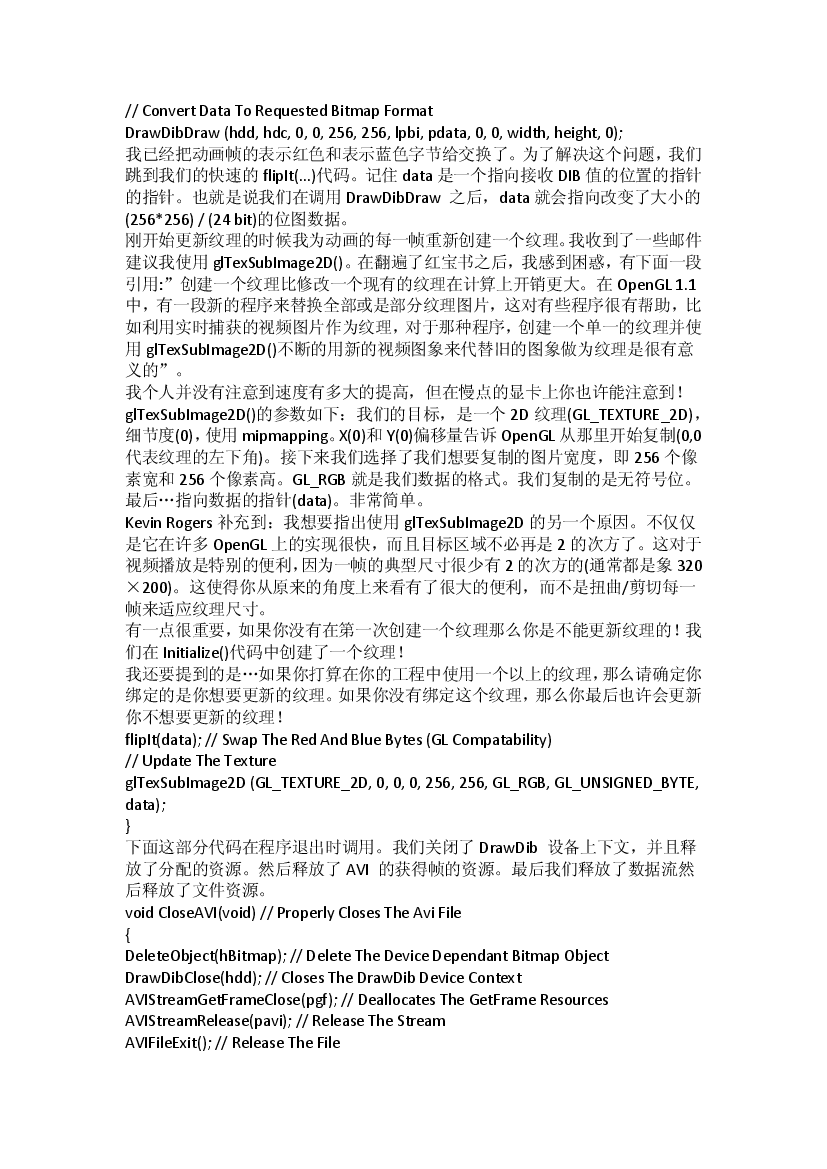 // Convert Data To Requested Bitmap Format
DrawDibDraw (hdd, hdc, 0, 0, 256, 256, lpbi, pdata, 0, 0, width, height, 0);
我已经把动画帧的表示红色和表示蓝色字节给交换了。为了解决这个问题，我们
跳到我们的快速的 flipIt(...)代码。记住 data 是一个指向接收 DIB 值的位置的指针
的指针。也就是说我们在调用 DrawDibDraw 之后，data 就会指向改变了大小的
(256*256) / (24 bit)的位图数据。
刚开始更新纹理的时候我为动画的每一帧重新创建一个纹理。我收到了一些邮件
建议我使用 glTexSubImage2D()。在翻遍了红宝书之后，我感到困惑，有下面一段
引用:”创建一个纹理比修改一个现有的纹理在计算上开销更大。在 OpenGL 1.1
中，有一段新的程序来替换全部或是部分纹理图片，这对有些程序很有帮助，比
如利用实时捕获的视频图片作为纹理，对于那种程序，创建一个单一的纹理并使
用 glTexSubImage2D()不断的用新的视频图象来代替旧的图象做为纹理是很有意
义的”。
我个人并没有注意到速度有多大的提高，但在慢点的显卡上你也许能注意到！
glTexSubImage2D()的参数如下：我们的目标，是一个 2D 纹理(GL_TEXTURE_2D)，
细节度(0)，使用 mipmapping。X(0)和 Y(0)偏移量告诉 OpenGL 从那里开始复制(0,0
代表纹理的左下角)。接下来我们选择了我们想要复制的图片宽度，即 256 个像
素宽和 256 个像素高。GL_RGB 就是我们数据的格式。我们复制的是无符号位。
最后…指向数据的指针(data)。非常简单。
Kevin Rogers 补充到：我想要指出使用 glTexSubImage2D 的另一个原因。不仅仅
是它在许多 OpenGL 上的实现很快，而且目标区域不必再是 2 的次方了。这对于
视频播放是特别的便利，因为一帧的典型尺寸很少有 2 的次方的(通常都是象 320
×200)。这使得你从原来的角度上来看有了很大的便利，而不是扭曲/剪切每一
帧来适应纹理尺寸。
有一点很重要，如果你没有在第一次创建一个纹理那么你是不能更新纹理的！我
们在 Initialize()代码中创建了一个纹理！
我还要提到的是…如果你打算在你的工程中使用一个以上的纹理，那么请确定你
绑定的是你想要更新的纹理。如果你没有绑定这个纹理，那么你最后也许会更新
你不想要更新的纹理！
flipIt(data); // Swap The Red And Blue Bytes (GL Compatability)
// Update The Texture
glTexSubImage2D (GL_TEXTURE_2D, 0, 0, 0, 256, 256, GL_RGB, GL_UNSIGNED_BYTE,
data);
}
下面这部分代码在程序退出时调用。我们关闭了 DrawDib 设备上下文，并且释
放了分配的资源。然后释放了 AVI 的获得帧的资源。最后我们释放了数据流然
后释放了文件资源。
void CloseAVI(void) // Properly Closes The Avi File
{
DeleteObject(hBitmap); // Delete The Device Dependant Bitmap Object
DrawDibClose(hdd); // Closes The DrawDib Device Context
AVIStreamGetFrameClose(pgf); // Deallocates The GetFrame Resources
AVIStreamRelease(pavi); // Release The Stream
AVIFileExit(); // Release The File